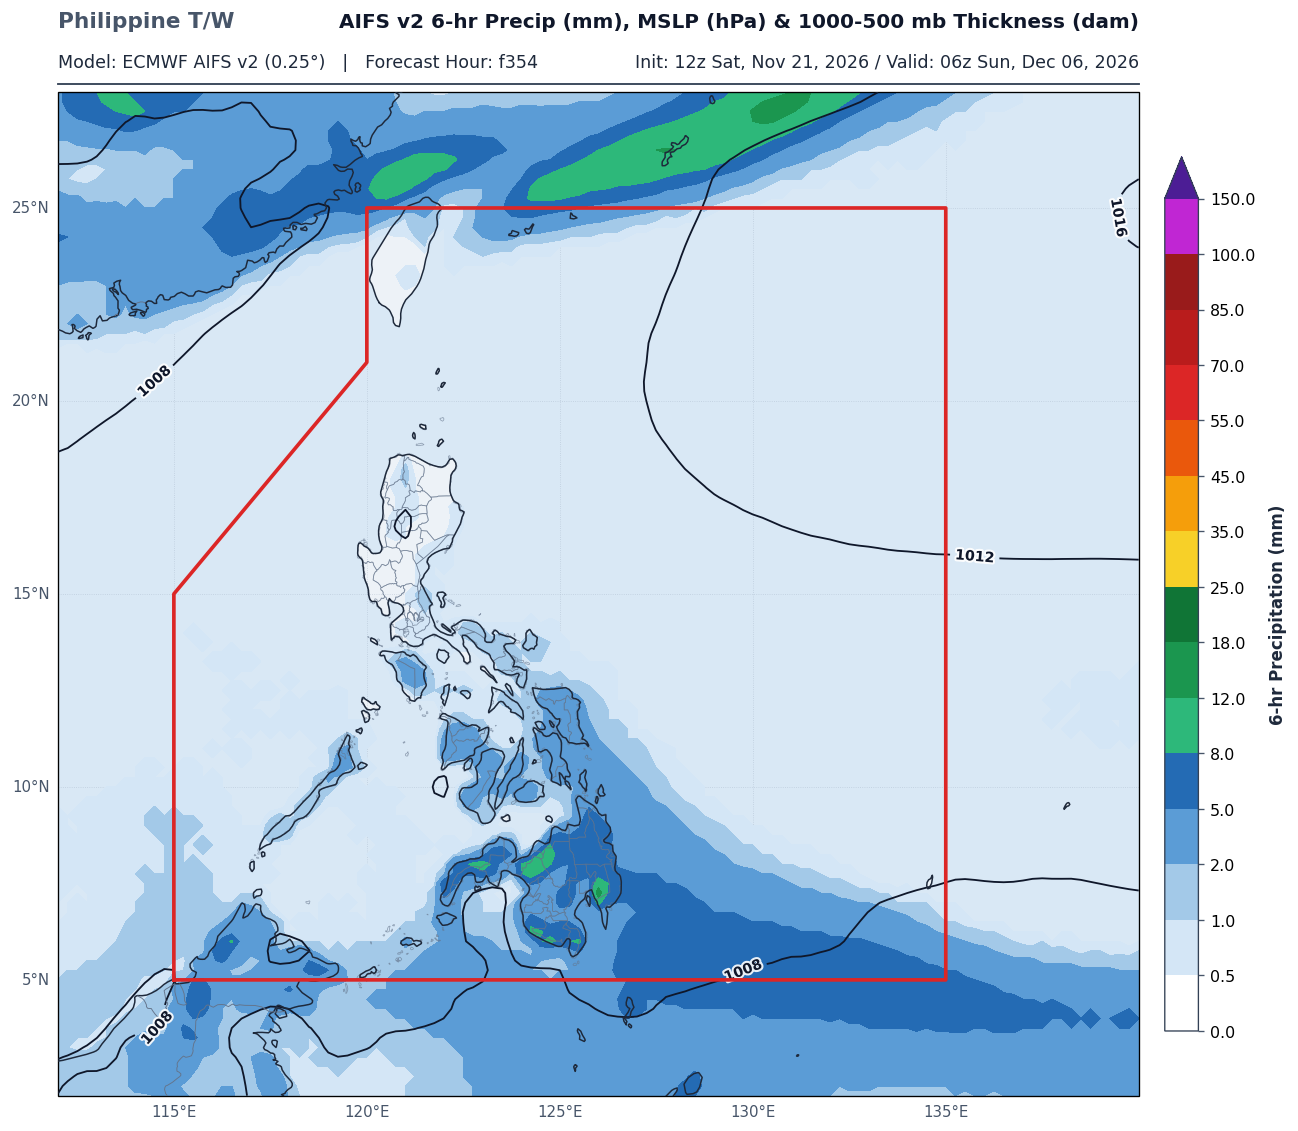 Philippine T/W
AIFS v2 6-hr Precip (mm), MSLP (hPa) & 1000-500 mb Thickness (dam)
Model: ECMWF AIFS v2 (0.25°) | Forecast Hour: f354
Init: 12z Sat, Nov 21, 2026 / Valid: 06z Sun, Dec 06, 2026
25°N
20°N
15°N
10°N
5°N
1016
1008
1012
1008
1008
115°E
120°E
125°E
130°E
135°E
150.0
100.0
85.0
70.0
55.0
45.0
35.0
25.0
18.0
12.0
8.0
5.0
2.0
1.0
0.5
0.0
6-hr Precipitation (mm)